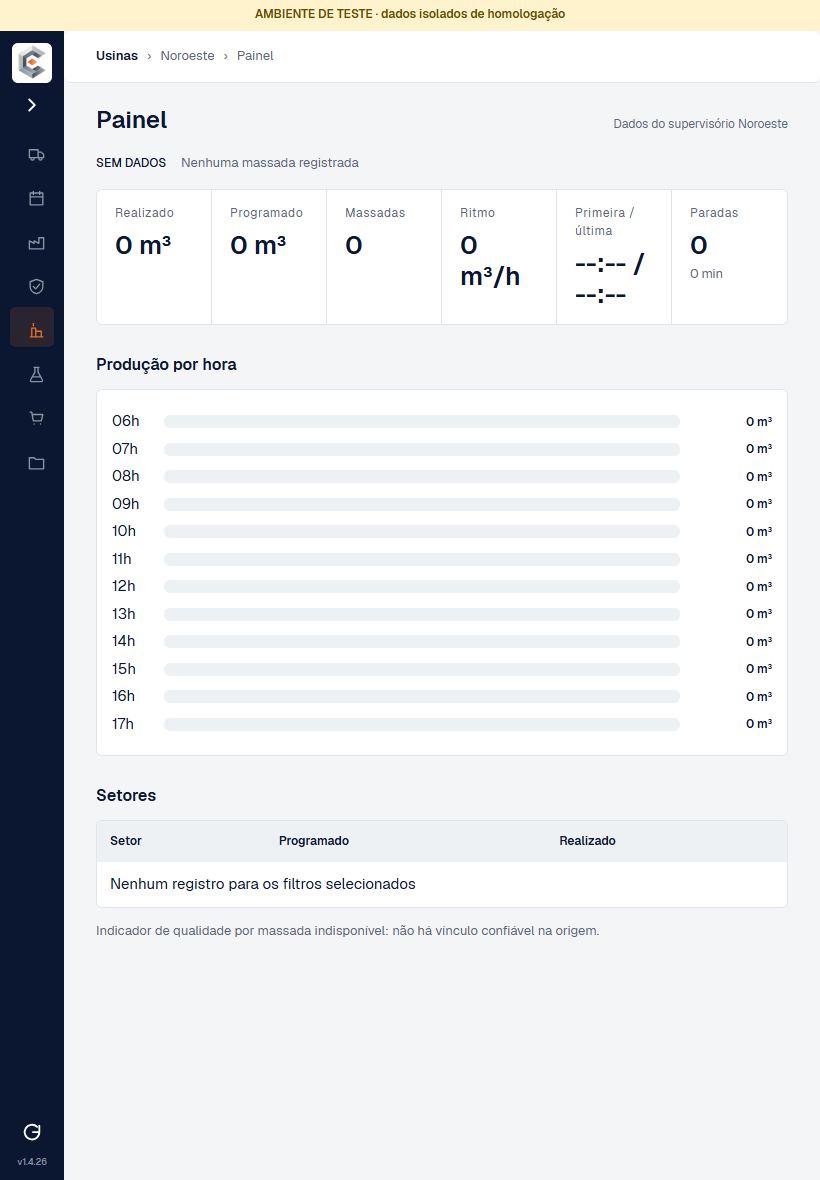 AMBIENTE DE TESTE · dados isolados de homologação
Usinas › Noroeste › Painel
Painel
Dados do supervisório Noroeste
SEM DADOS Nenhuma massada registrada
Realizado
0 m³
Programado
0 m³
Massadas
0
Ritmo
0
m³/h
Primeira /
última
--:-- /
--:--
Paradas
0
0 min
Produção por hora
06h 0 m³
07h 0 m³
08h 0 m³
09h 0 m³
10h 0 m³
11h 0 m³
12h 0 m³
13h 0 m³
14h 0 m³
15h 0 m³
16h 0 m³
17h 0 m³
Setores
Setor Programado Realizado
Nenhum registro para os filtros selecionados
Indicador de qualidade por massada indisponível: não há vínculo confiável na origem.
v1.4.26